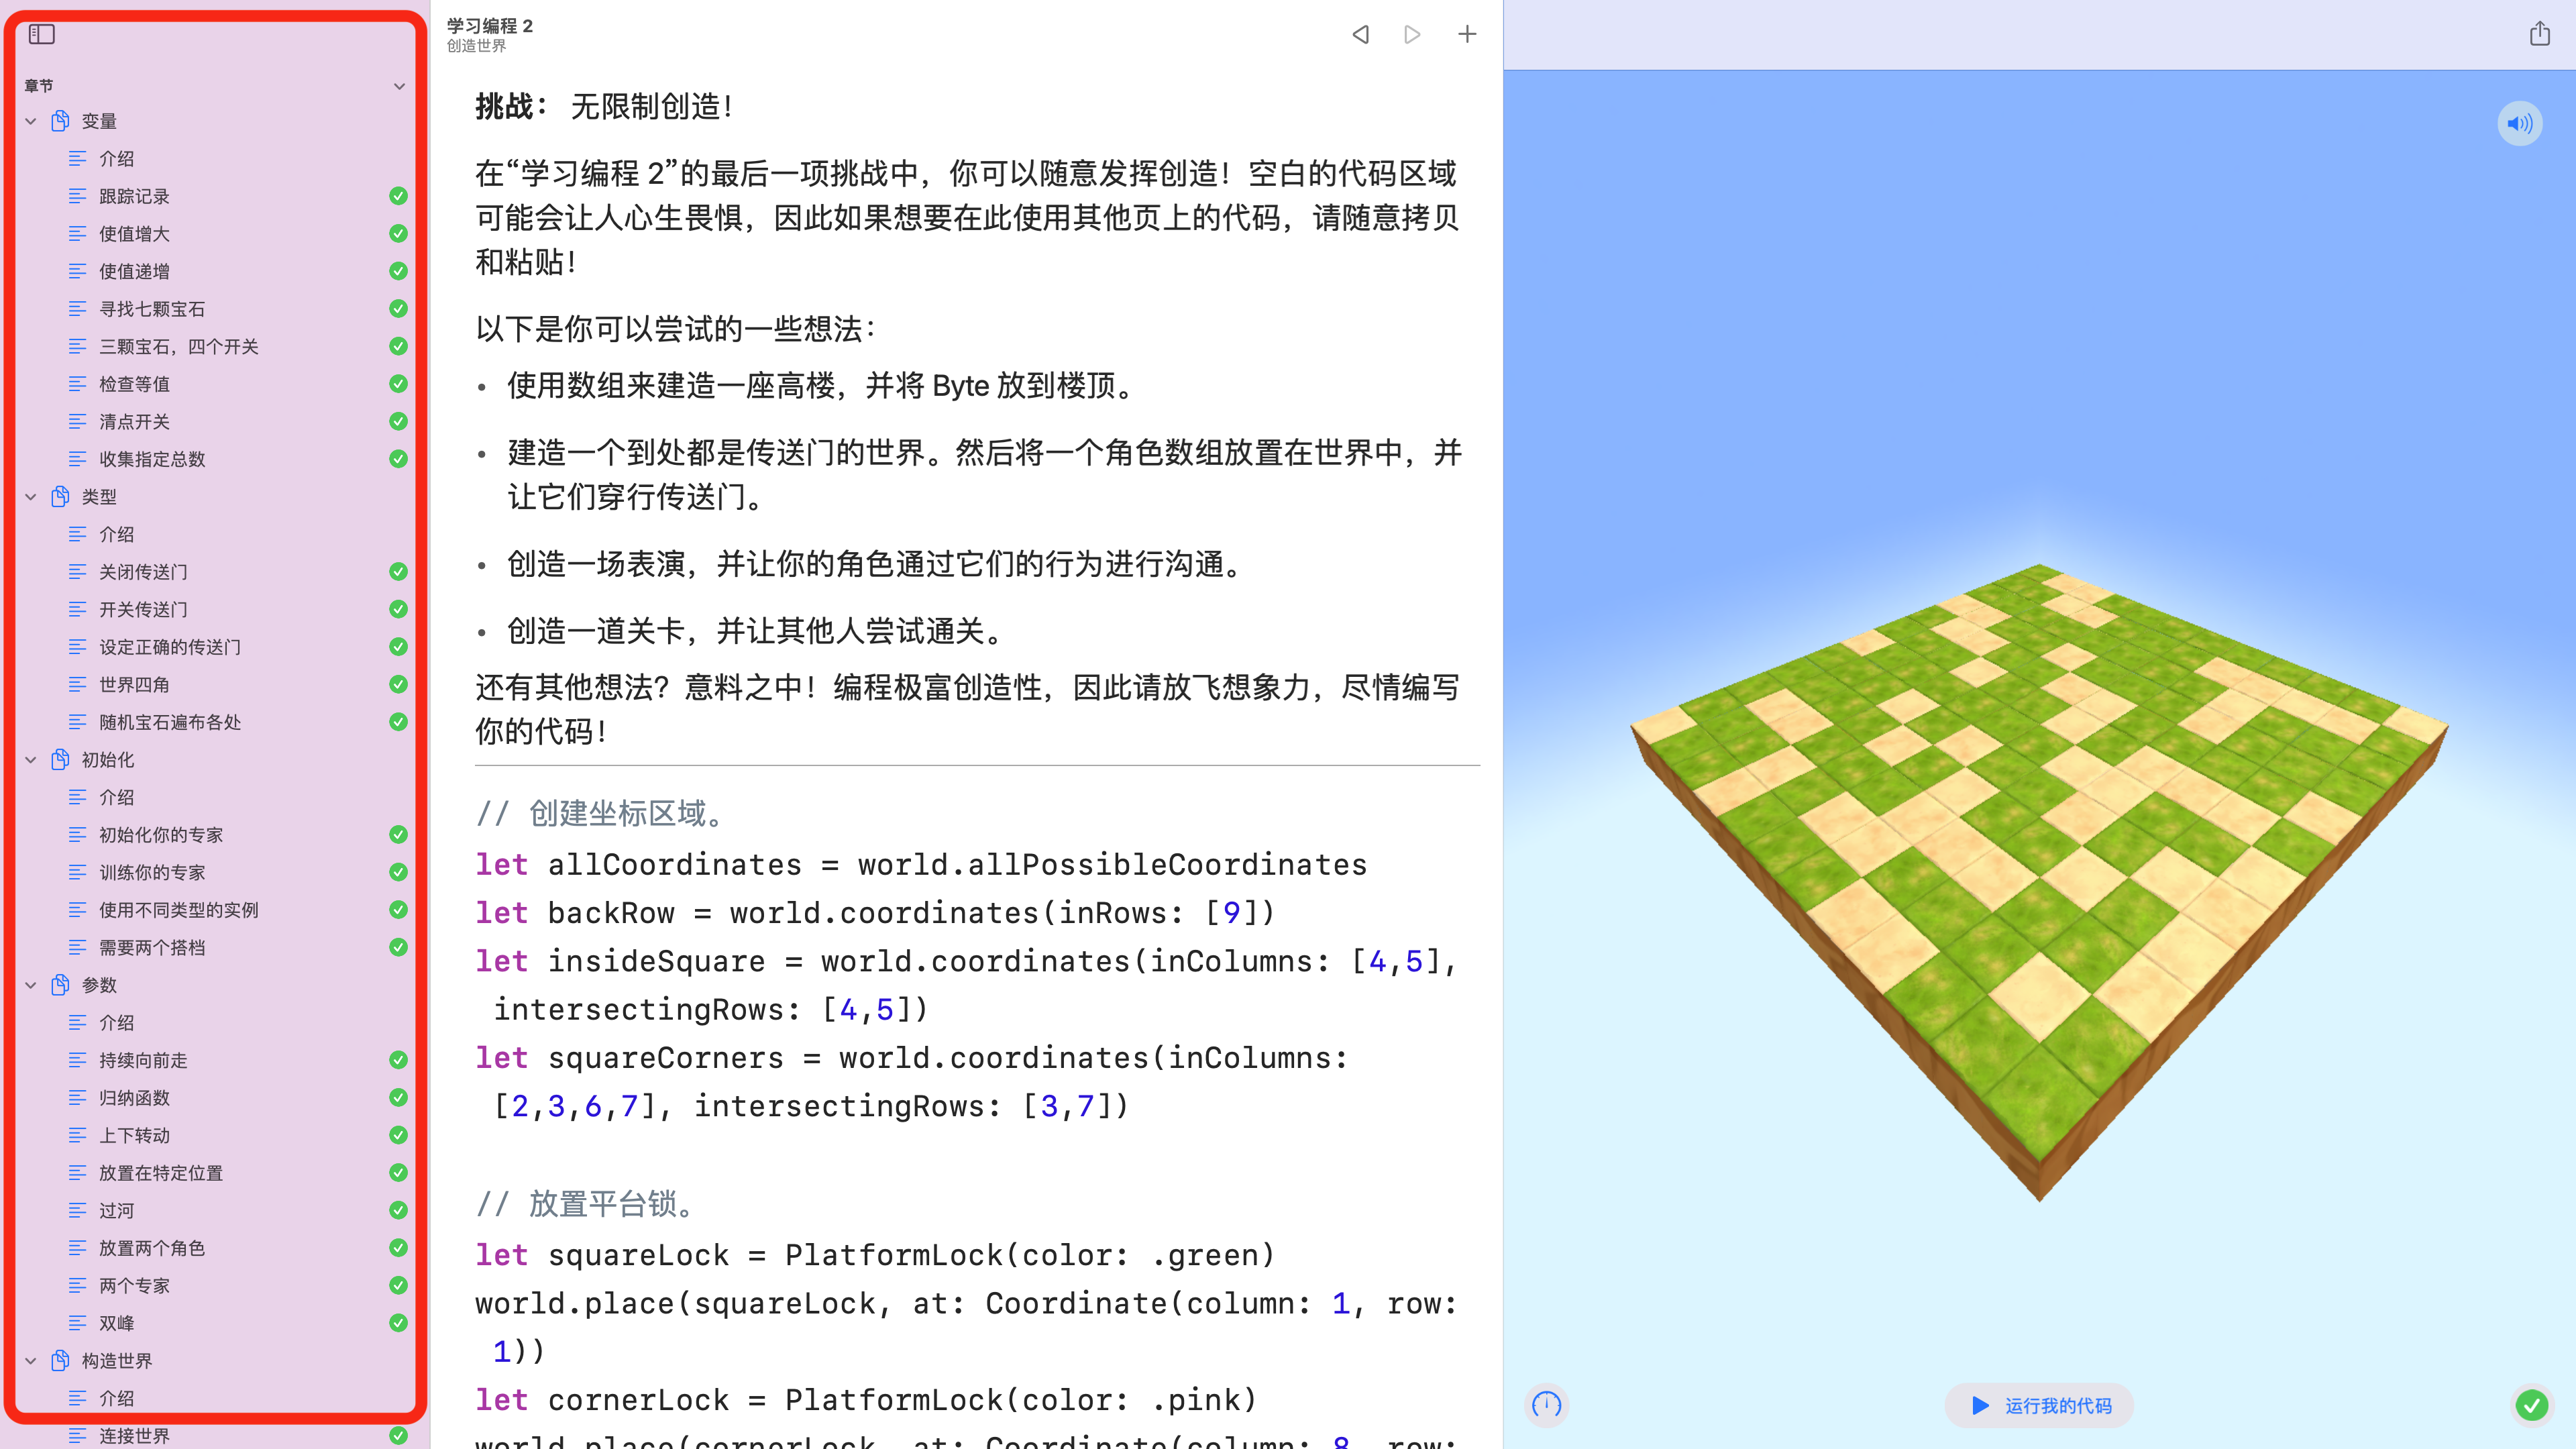 章节
变量
介绍
跟踪记录
使值增大
使值递增
寻找七颗宝石
三颗宝石，四个开关
检查等值
清点开关
收集指定总数
类型
介绍
关闭传送门
开关传送门
设定正确的传送门
世界四角
随机宝石遍布各处
初始化
介绍
初始化你的专家
训练你的专家
使用不同类型的实例
需要两个搭档
参数
介绍
持续向前走
归纳函数
上下转动
放置在特定位置
过河
放置两个角色
两个专家
双峰
构造世界
介绍
连接世界
学习编程 2
创造世界
挑战： 无限制创造！
在“学习编程 2”的最后一项挑战中，你可以随意发挥创造！空白的代码区域
可能会让人心生畏惧，因此如果想要在此使用其他页上的代码，请随意拷贝
和粘贴！
以下是你可以尝试的一些想法：
• 使用数组来建造一座高楼，并将 Byte 放到楼顶。
• 建造一个到处都是传送门的世界。然后将一个角色数组放置在世界中，并
让它们穿行传送门。
• 创造一场表演，并让你的角色通过它们的行为进行沟通。
• 创造一道关卡，并让其他人尝试通关。
还有其他想法？意料之中！编程极富创造性，因此请放飞想象力，尽情编写
你的代码！
// 创建坐标区域。
let allCoordinates = world.allPossibleCoordinates
let backRow = world.coordinates(inRows: [9])
let insideSquare = world.coordinates(inColumns: [4,5],
intersectingRows: [4,5])
let squareCorners = world.coordinates(inColumns:
[2,3,6,7], intersectingRows: [3,7])
// 放置平台锁。
let squareLock = PlatformLock(color: .green)
world.place(squareLock, at: Coordinate(column: 1, row:
1))
let cornerLock = PlatformLock(color: .pink)
world.place(cornerLock, at: Coordinate(column: 8, row:
运行我的代码